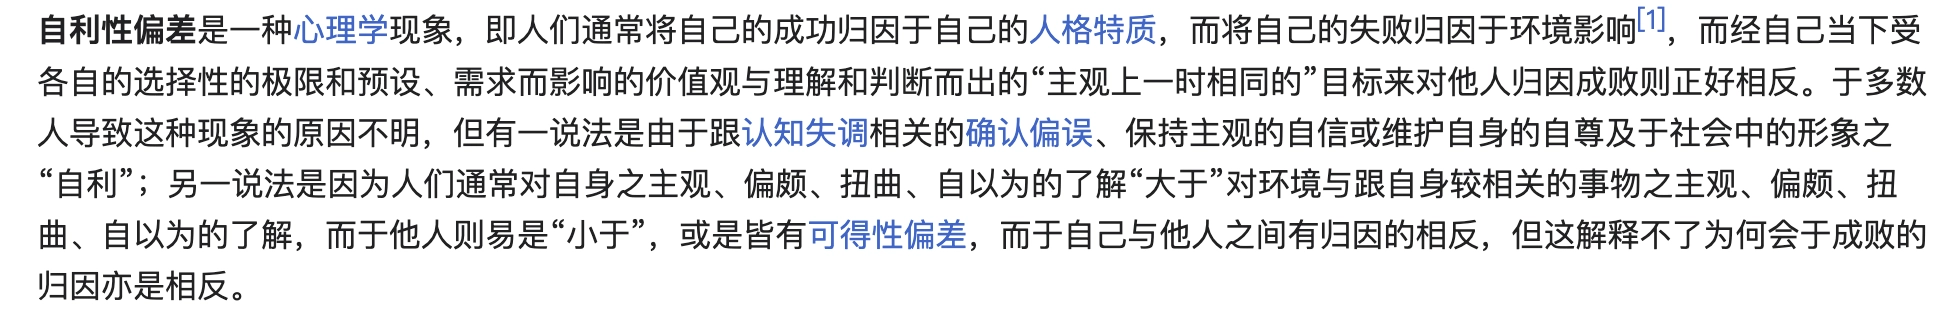 自利性偏差是一种心理学现象，即人们通常将自己的成功归因于自己的人格特质，而将自己的失败归因于环境影响[1]，而经自己当下受
各自的选择性的极限和预设、需求而影响的价值观与理解和判断而出的“主观上一时相同的”目标来对他人归因成败则正好相反。于多数
人导致这种现象的原因不明，但有一说法是由于跟认知失调相关的确认偏误、保持主观的自信或维护自身的自尊及于社会中的形象之
“自利”；另一说法是因为人们通常对自身之主观、偏颇、扭曲、自以为的了解“大于”对环境与跟自身较相关的事物之主观、偏颇、扭
曲、自以为的了解，而于他人则易是“小于”，或是皆有可得性偏差，而于自己与他人之间有归因的相反，但这解释不了为何会于成败的
归因亦是相反。